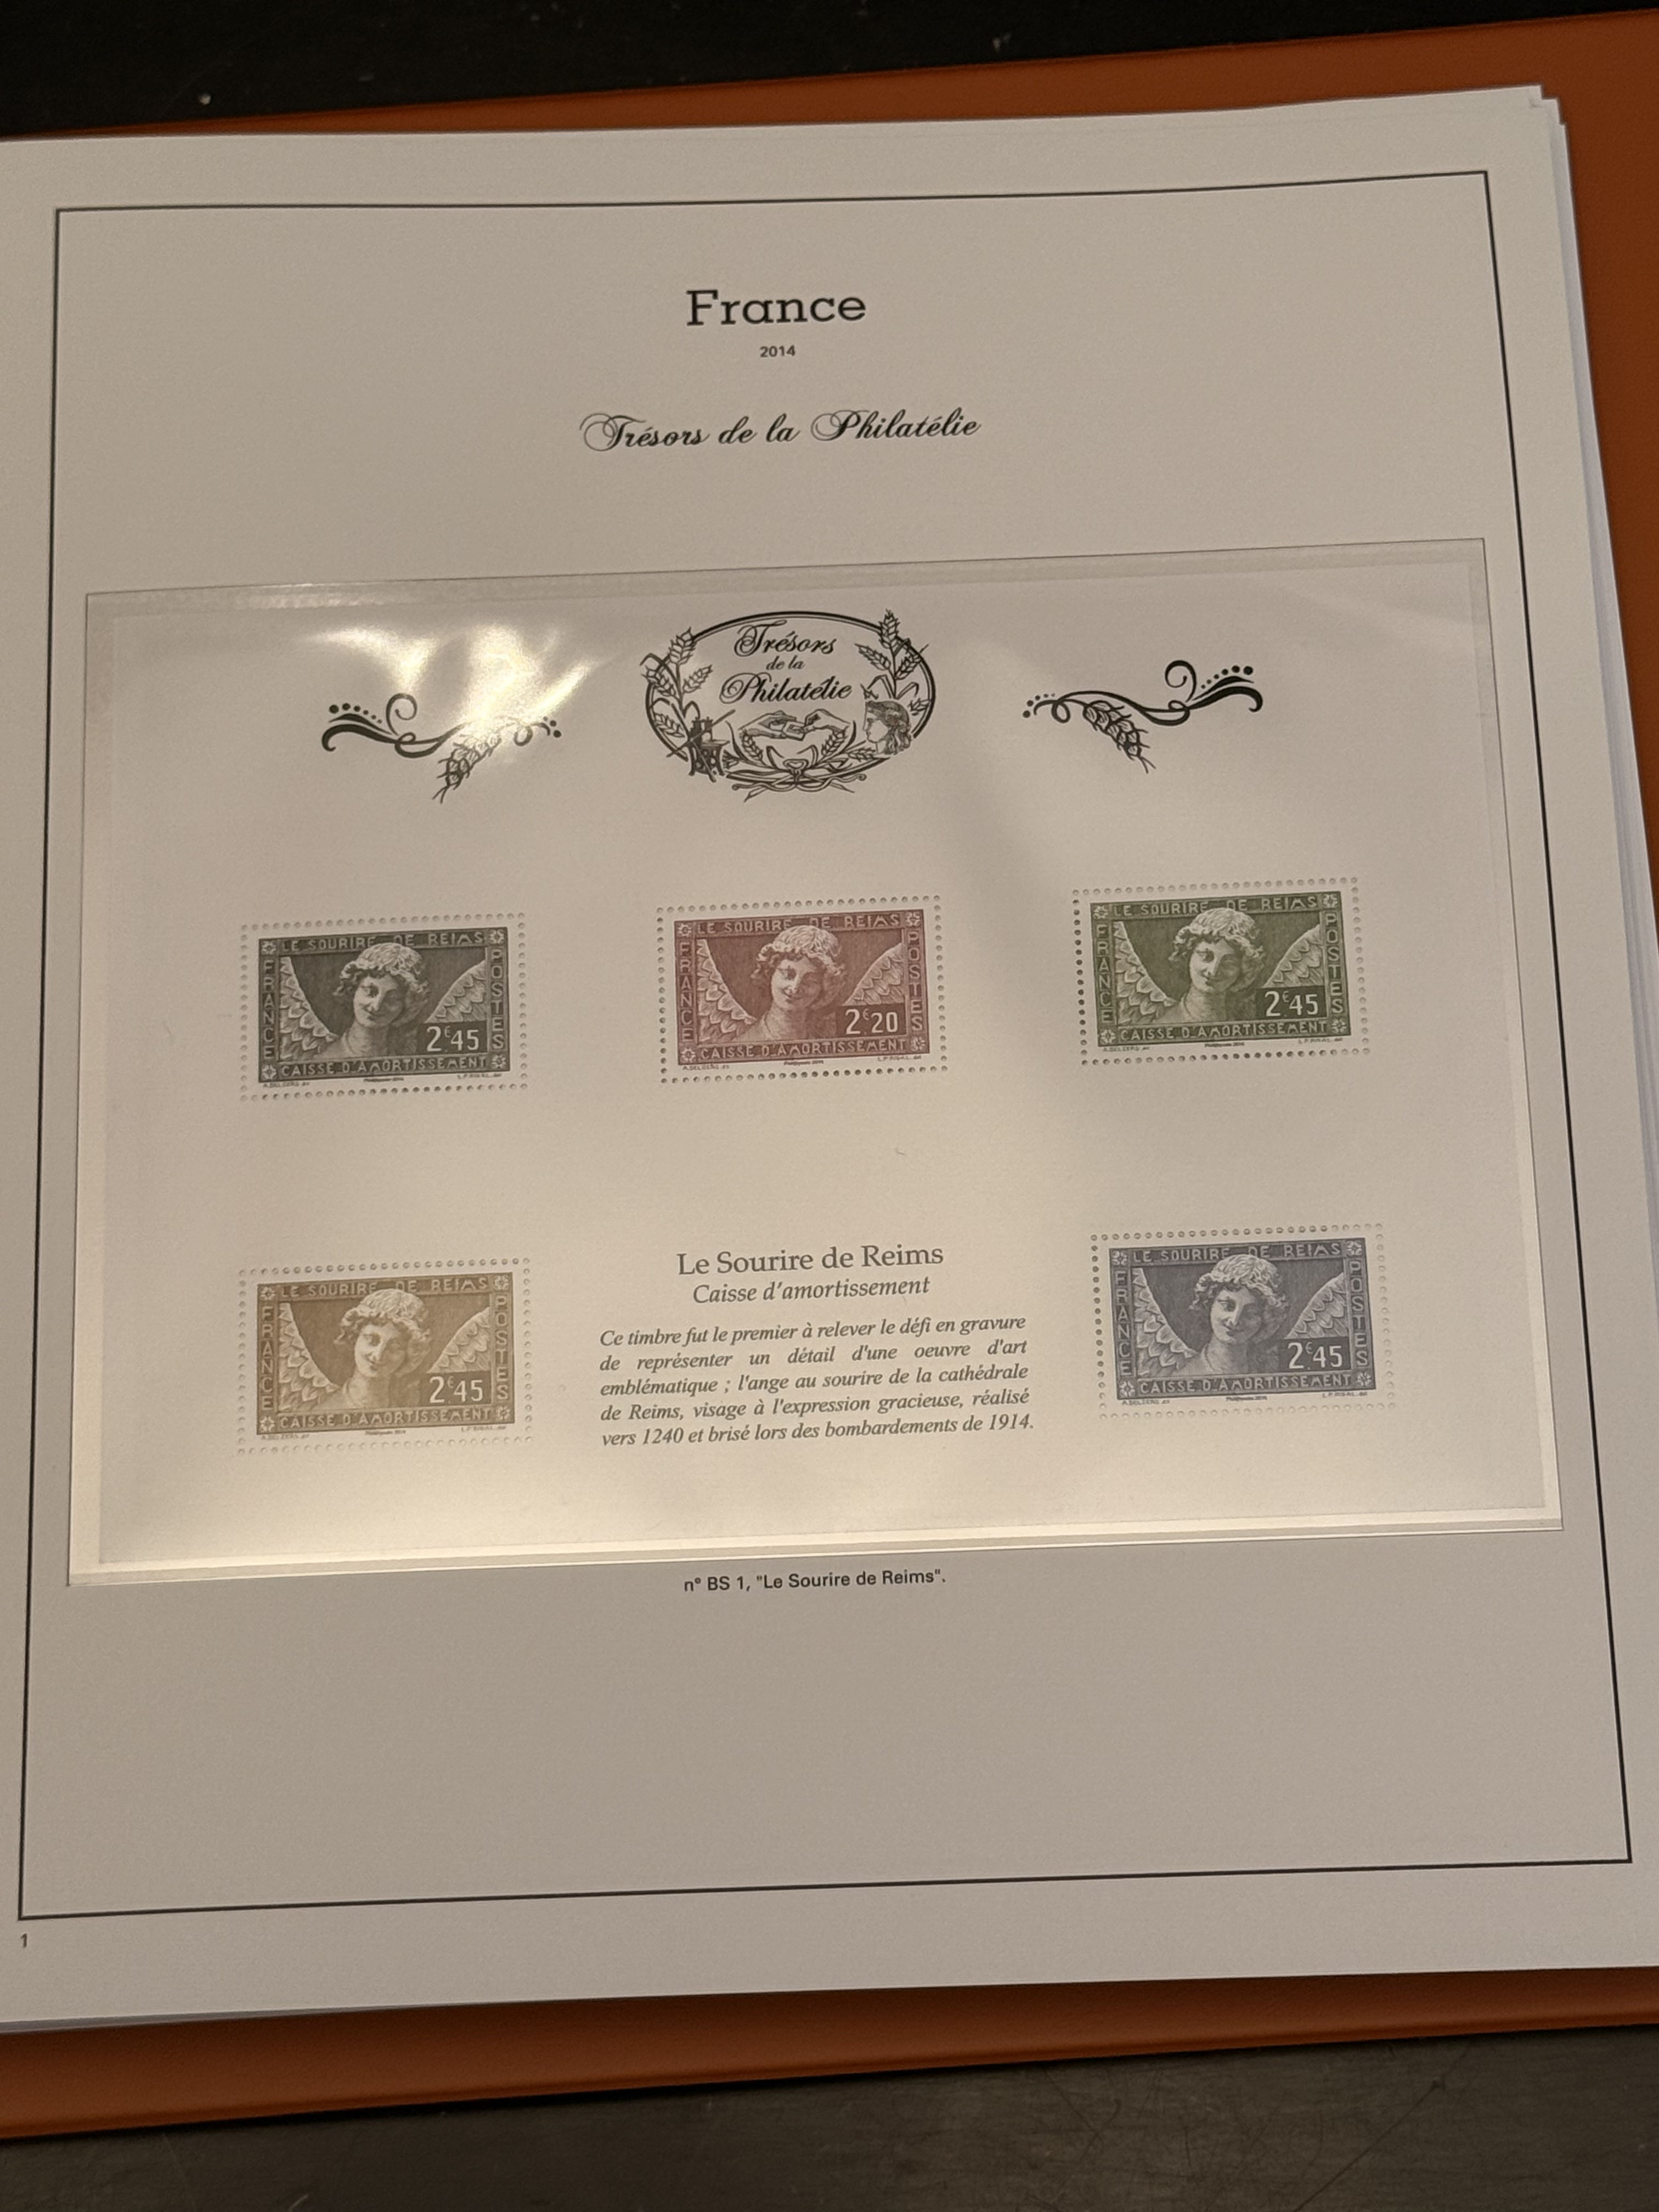 France
2014
Trésors de la Philatélie
Trésors
de la
Philatélie
LE SOURIRE DE REIMS
FRANCE
POSTES
2€45
CAISSE D'AMORTISSEMENT
LE SOURIRE DE REIMS
FRANCE
POSTES
2€20
CAISSE D'AMORTISSEMENT
LE SOURIRE DE REIMS
FRANCE
POSTES
2€45
CAISSE D'AMORTISSEMENT
LE SOURIRE DE REIMS
FRANCE
POSTES
2€45
CAISSE D'AMORTISSEMENT
Le Sourire de Reims
Caisse d'amortissement
Ce timbre fut le premier à relever le défi en gravure
de représenter un détail d'une oeuvre d'art
emblématique ; l'ange au sourire de la cathédrale
de Reims, visage à l'expression gracieuse, réalisé
vers 1240 et brisé lors des bombardements de 1914.
LE SOURIRE DE REIMS
FRANCE
POSTES
2€45
CAISSE D'AMORTISSEMENT
n° BS 1, "Le Sourire de Reims".
1